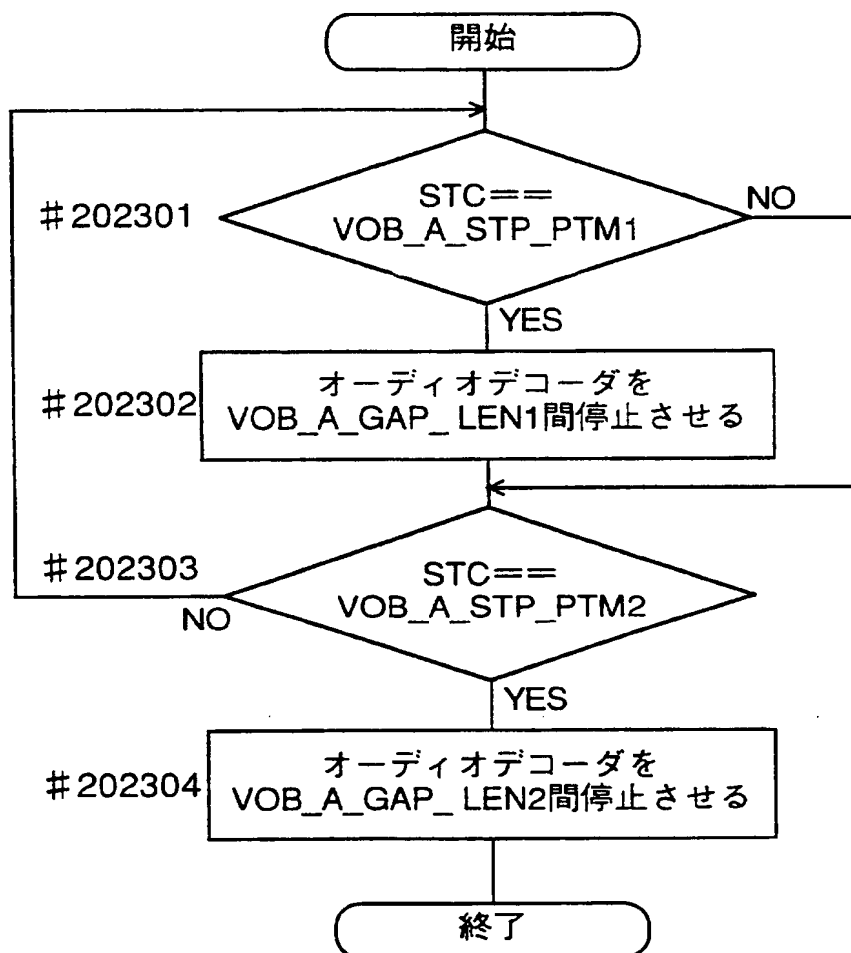 開始
#202301
STC==
VOB_A_STP_PTM1
NO
YES
#202302
オーディオデコーダを
VOB_A_GAP_ LEN1間停止させる
#202303
STC==
VOB_A_STP_PTM2
NO
YES
#202304
オーディオデコーダを
VOB_A_GAP_ LEN2間停止させる
終了